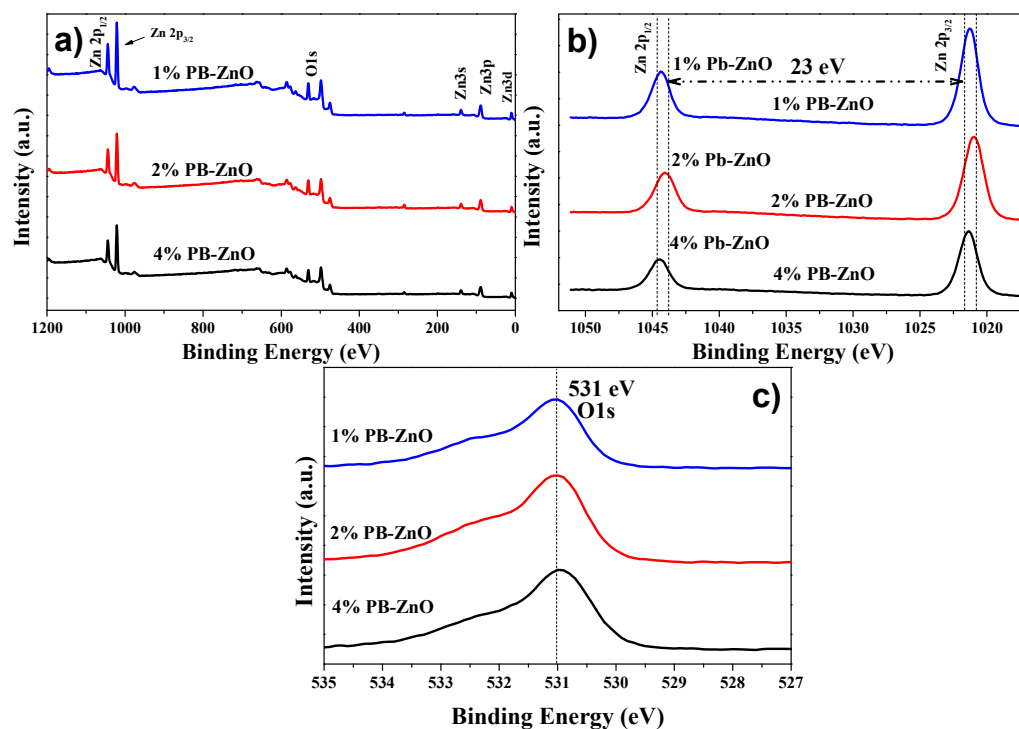 a)
Zn 2p1/2
Zn 2p3/2
1% PB-ZnO
O1s
Zn3s
Zn3p
Zn3d
2% PB-ZnO
4% PB-ZnO
Intensity (a.u.)
1200 1000 800 600 400 200 0
Binding Energy (eV)
b)
Zn 2p1/2
Zn 2p3/2
1% Pb-ZnO
23 eV
1% PB-ZnO
2% Pb-ZnO
2% PB-ZnO
4% Pb-ZnO
4% PB-ZnO
Intensity (a.u.)
1050 1045 1040 1035 1030 1025 1020
Binding Energy (eV)
c)
531 eV
O1s
1% PB-ZnO
2% PB-ZnO
4% PB-ZnO
Intensity (a.u.)
535 534 533 532 531 530 529 528 527
Binding Energy (eV)